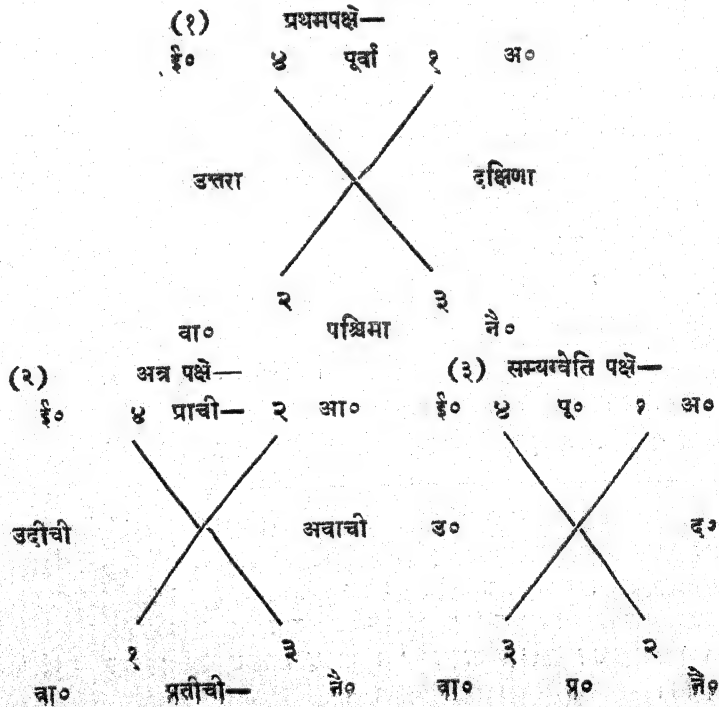 (१) प्रथमपक्षे—
ई० ४ पूर्वा १ अ०
उत्तरा दक्षिणा
२ ३
वा० पश्चिमा नै०
(२) अत्र पक्षे—
ई० ४ प्राची— २ आ०
उदीची अवाची
१ ३
वा० प्रतीची— नै०
(३) सम्यग्वेति पक्षे—
ई० ४ पू० १ अ०
उ० द०
३ २
वा० प्र० नै०